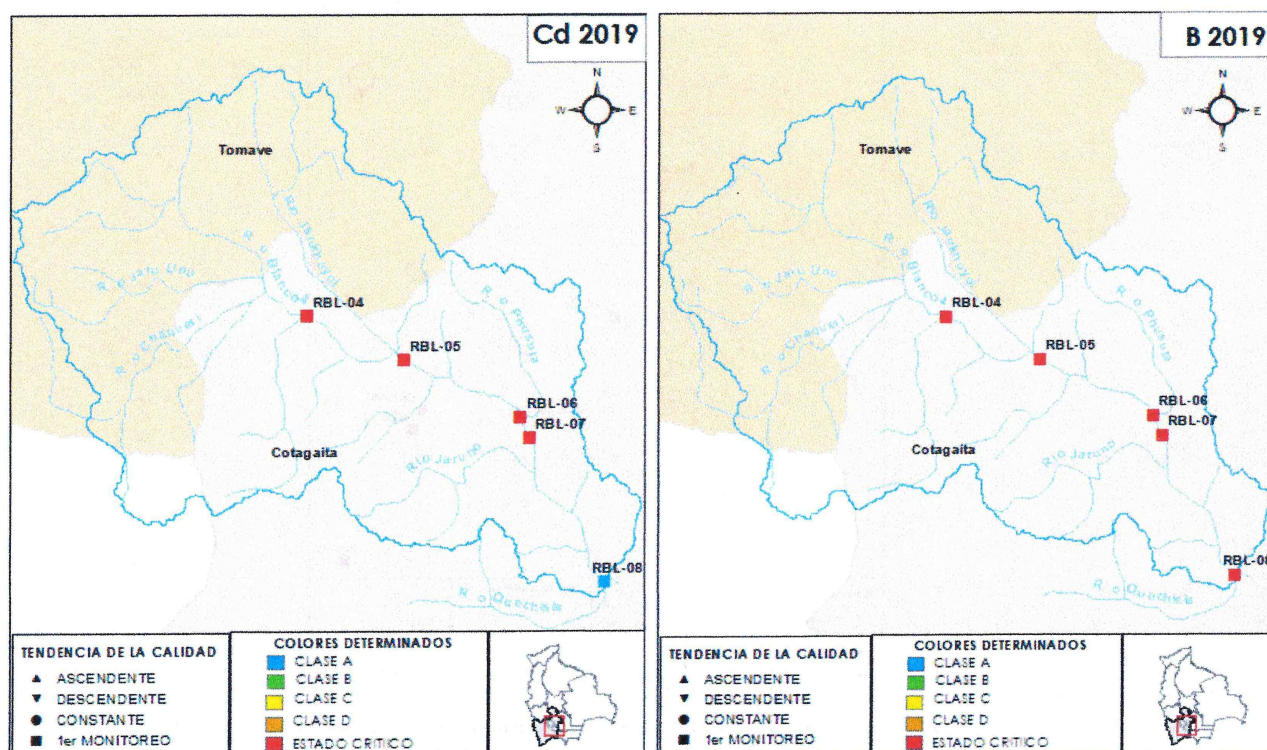 Cd 2019
N
W
E
S
Tomave
Rio Blanco
RBL-04
RBL-05
RBL-06
RBL-07
Cotagaita
RBL-08
TENDENCIA DE LA CALIDAD
ASCENDENTE
DESCENDENTE
CONSTANTE
1er MONITOREO
COLORES DETERMINADOS
CLASE A
CLASE B
CLASE C
CLASE D
ESTADO CRITICO
B 2019
N
W
E
S
Tomave
RBL-04
RBL-05
RBL-06
RBL-07
Cotagaita
RBL-08
TENDENCIA DE LA CALIDAD
ASCENDENTE
DESCENDENTE
CONSTANTE
1er MONITOREO
COLORES DETERMINADOS
CLASE A
CLASE B
CLASE C
CLASE D
ESTADO CRITICO